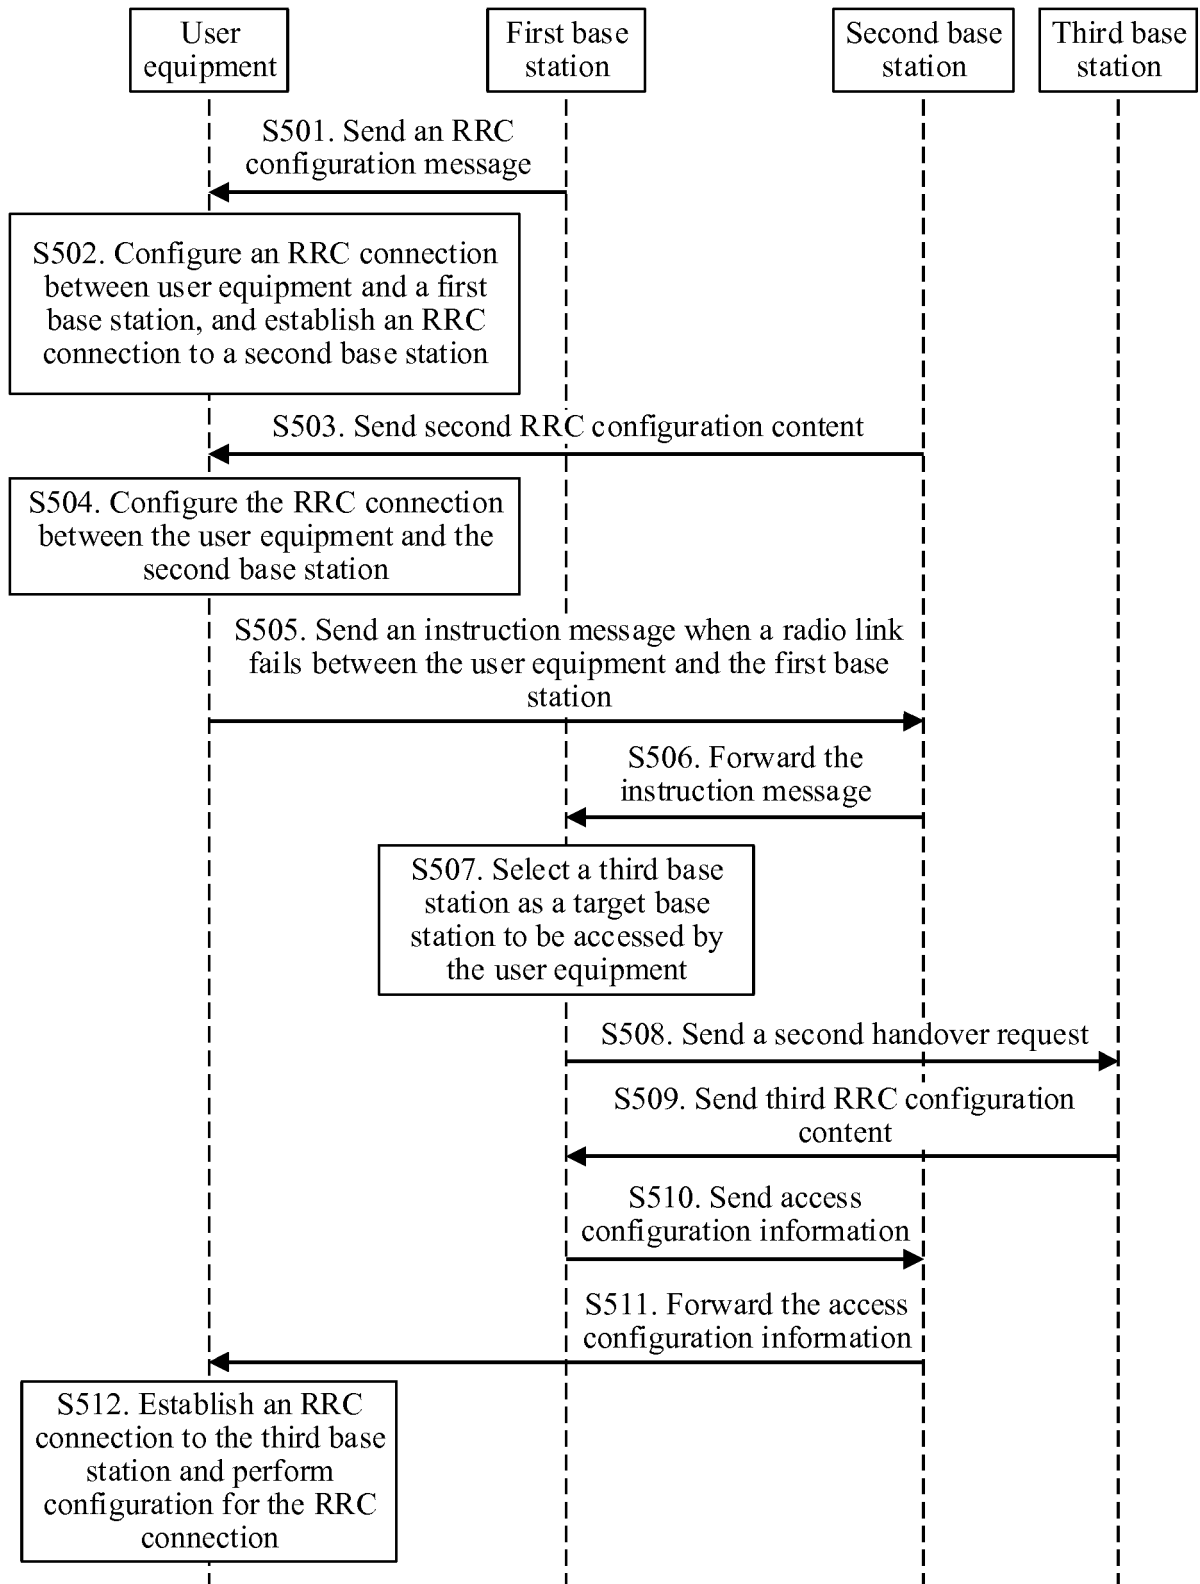 User
equipment
First base
station
Second base
station
Third base
station
S501. Send an RRC
configuration message
S502. Configure an RRC connection
between user equipment and a first
base station, and establish an RRC
connection to a second base station
S503. Send second RRC configuration content
S504. Configure the RRC connection
between the user equipment and the
second base station
S505. Send an instruction message when a radio link
fails between the user equipment and the first base
station
S506. Forward the
instruction message
S507. Select a third base
station as a target base
station to be accessed by
the user equipment
S508. Send a second handover request
S509. Send third RRC configuration
content
S510. Send access
configuration information
S511. Forward the access
configuration information
S512. Establish an RRC
connection to the third base
station and perform
configuration for the RRC
connection